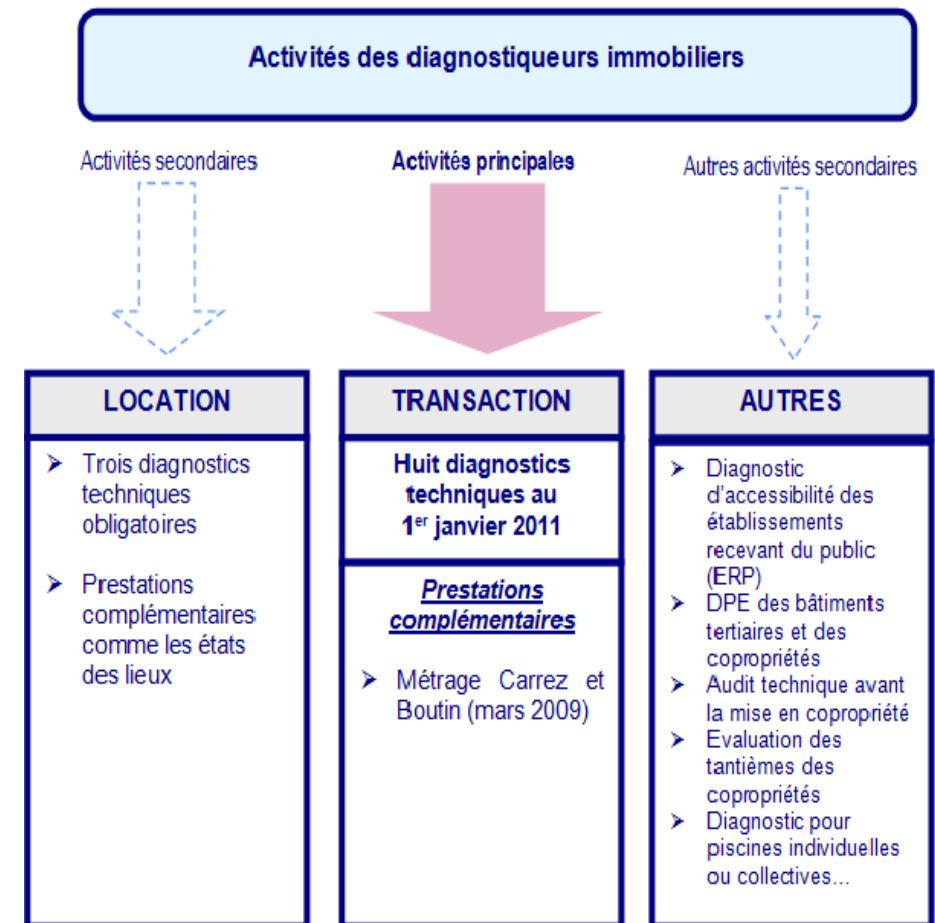 Activités des diagnostiqueurs immobiliers
Activités secondaires
Activités principales
Autres activités secondaires
LOCATION
➢ Trois diagnostics
techniques
obligatoires
➢ Prestations
complémentaires
comme les états
des lieux
TRANSACTION
Huit diagnostics
techniques au
1er janvier 2011
Prestations
complémentaires
➢ Métrage Carrez et
Boutin (mars 2009)
AUTRES
➢ Diagnostic
d'accessibilité des
établissements
recevant du public
(ERP)
➢ DPE des bâtiments
tertiaires et des
copropriétés
➢ Audit technique avant
la mise en copropriété
➢ Evaluation des
tantièmes des
copropriétés
➢ Diagnostic pour
piscines individuelles
ou collectives...